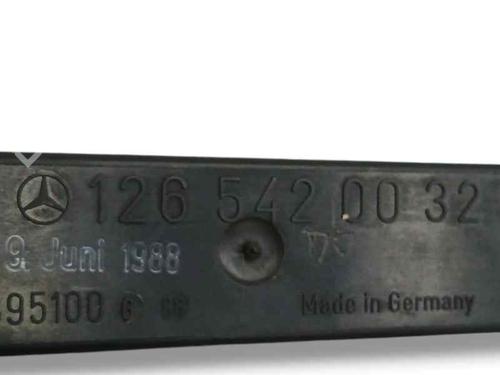 126 542 00 32
9. Juni 1988
95100
Made in Germany